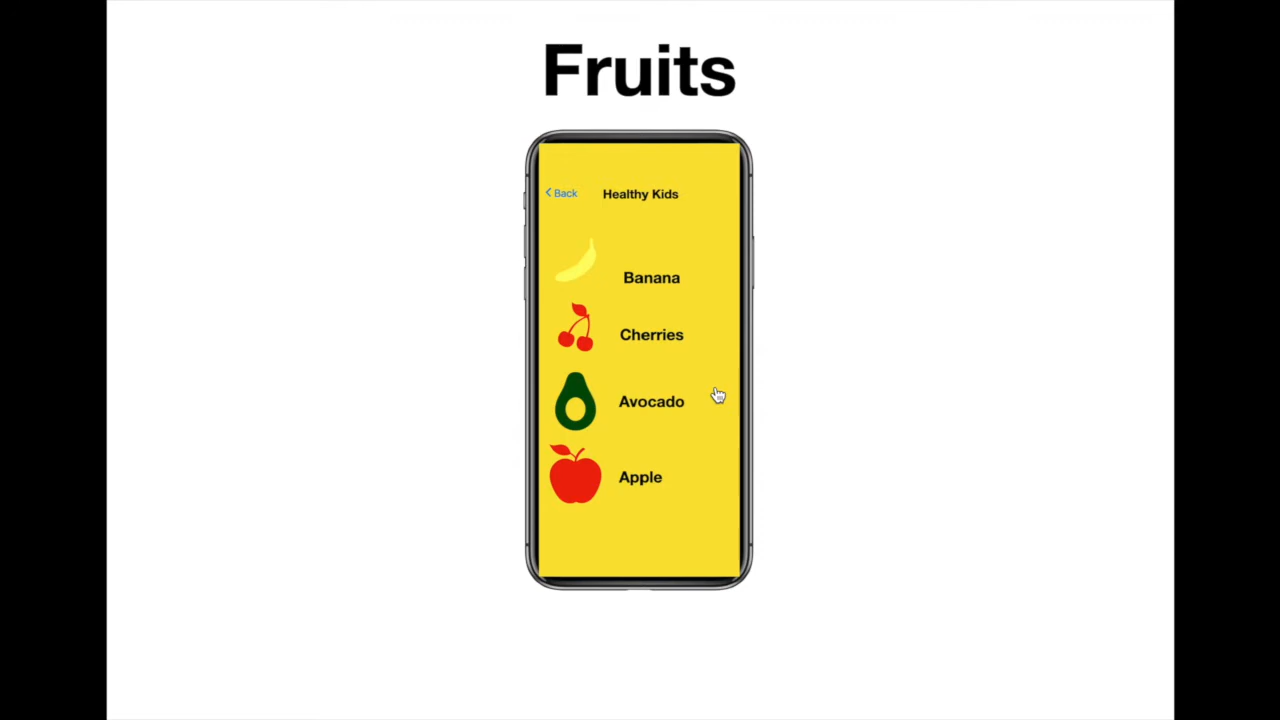 Fruits
Back
Healthy Kids
Banana
Cherries
Avocado
Apple